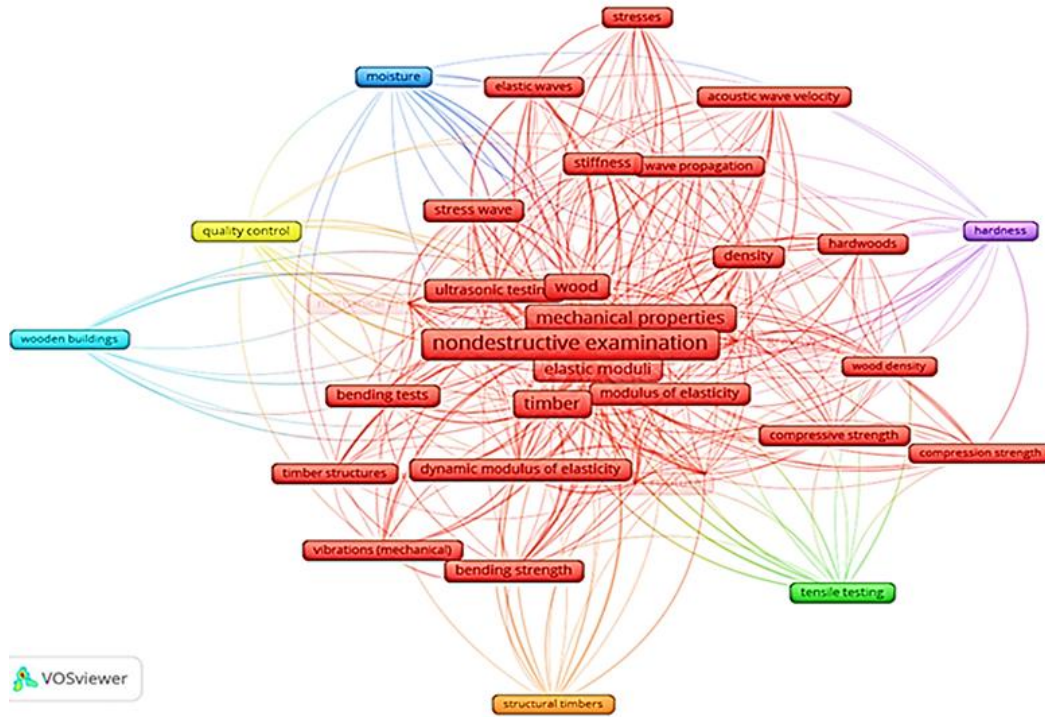 stresses
moisture
elastic waves
acoustic wave velocity
stiffness
wave propagation
stress wave
quality control
hardness
hardwoods
density
wood
ultrasonic testin
mechanical properties
wooden buildings
nondestructive examination
elastic moduli
wood density
bending tests
modulus of elasticity
timber
compressive strength
compression strength
timber structures
dynamic modulus of elasticity
vibrations (mechanical)
bending strength
tensile testing
VOSviewer
structural timbers